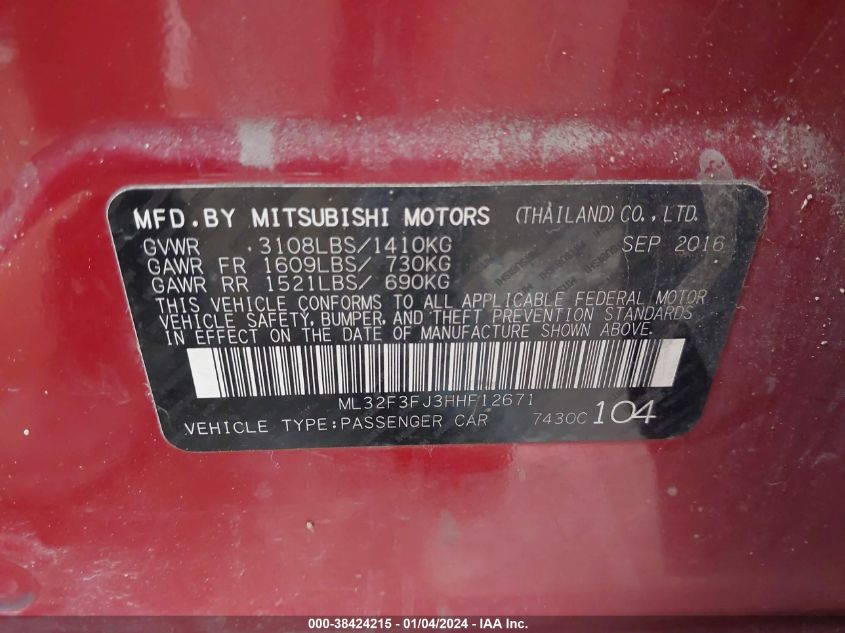 MFD.BY MITSUBISHI MOTORS (THAILAND) CO.,LTD.
GVWR 3108LBS/1410KG SEP 2016
GAWR FR 1609LBS/ 730KG
GAWR RR 1521LBS/ 690KG
THIS VEHICLE CONFORMS TO ALL APPLICABLE FEDERAL MOTOR
VEHICLE SAFETY, BUMPER, AND THEFT PREVENTION STANDARDS
IN EFFECT ON THE DATE OF MANUFACTURE SHOWN ABOVE.
ML32F3FJ3HHF12671
VEHICLE TYPE:PASSENGER CAR 7430C 104
000-38424215 - 01/04/2024 - IAA Inc.